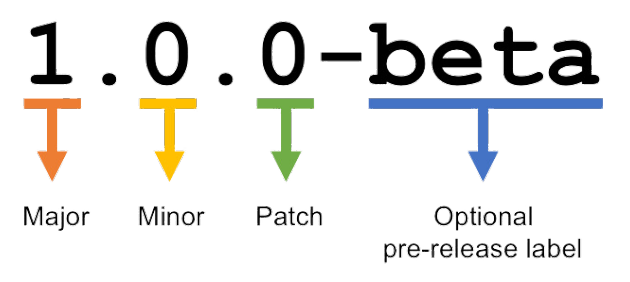 1.0.0-beta
Major Minor Patch Optional
pre-release label